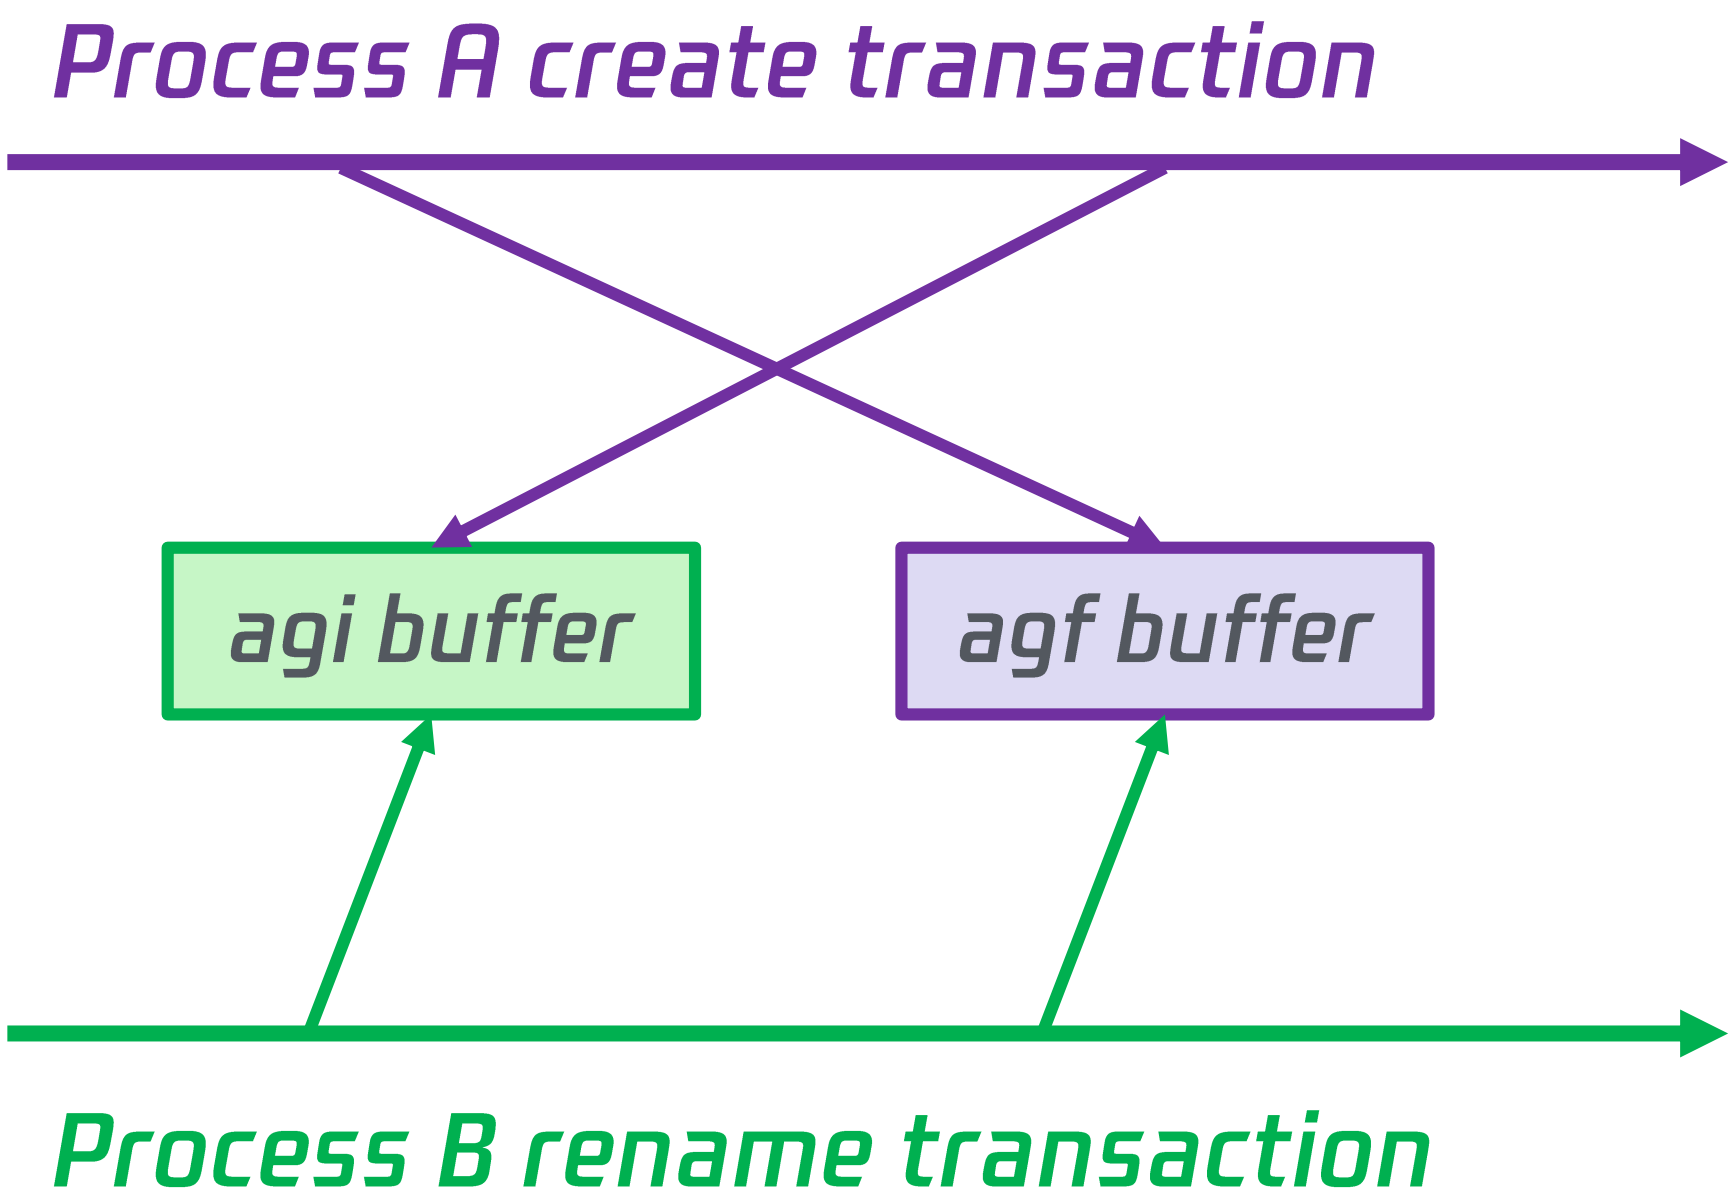 Process A create transaction
agi buffer
agf buffer
Process B rename transaction